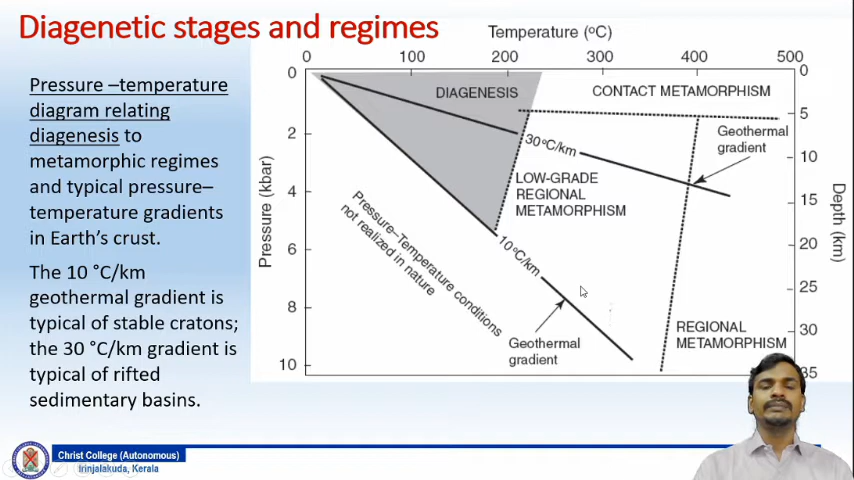 Diagenetic stages and regimes
Pressure –temperature
diagram relating
diagenesis to
metamorphic regimes
and typical pressure–
temperature gradients
in Earth's crust.
The 10 °C/km
geothermal gradient is
typical of stable cratons;
the 30 °C/km gradient is
typical of rifted
sedimentary basins.
Temperature (ºC)
0 100 200 300 400 500
0
2
4
6
8
10
Pressure (kbar)
0
5
10
15
20
25
30
35
Depth (km)
DIAGENESIS
CONTACT METAMORPHISM
Geothermal
gradient
30°C/km
LOW-GRADE
REGIONAL
METAMORPHISM
Pressure–Temperature conditions
not realized in nature
10°C/km
Geothermal
gradient
REGIONAL
METAMORPHISM
Christ College (Autonomous)
Irinjalakuda, Kerala